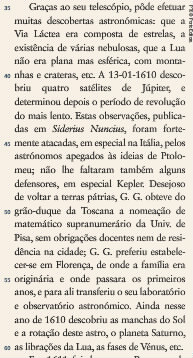 35 Graças ao seu telescópio, pôde efetuar
muitas descobertas astronómicas: que a
Via Láctea era composta de estrelas, a
existência de várias nebulosas, que a Lua
não era plana mas esférica, com monta-
40 nhas e crateras, etc. A 13-01-1610 desco-
briu quatro satélites de Júpiter, e
determinou depois o período de revolução
do mais lento. Estas observações, publica-
das em Siderius Nuncius, foram forte-
45 mente atacadas, em especial na Itália, pelos
astrónomos apegados às ideias de Ptolo-
meu; não lhe faltaram também alguns
defensores, em especial Kepler. Desejoso
de voltar a terras pátrias, G. G. obteve do
50 grão-duque da Toscana a nomeação de
matemático supranumerário da Univ. de
Pisa, sem obrigações docentes nem de resi-
dência na cidade; G. G. preferiu estabele-
cer-se em Florença, de onde a família era
55 originária e onde passara os primeiros
anos, e para ali transferiu o seu laboratório
e observatório astronómico. Ainda nesse
ano de 1610 descobriu as manchas do Sol
e a rotação deste astro, o planeta Saturno,
60 as librações da Lua, as fases de Vénus, etc.